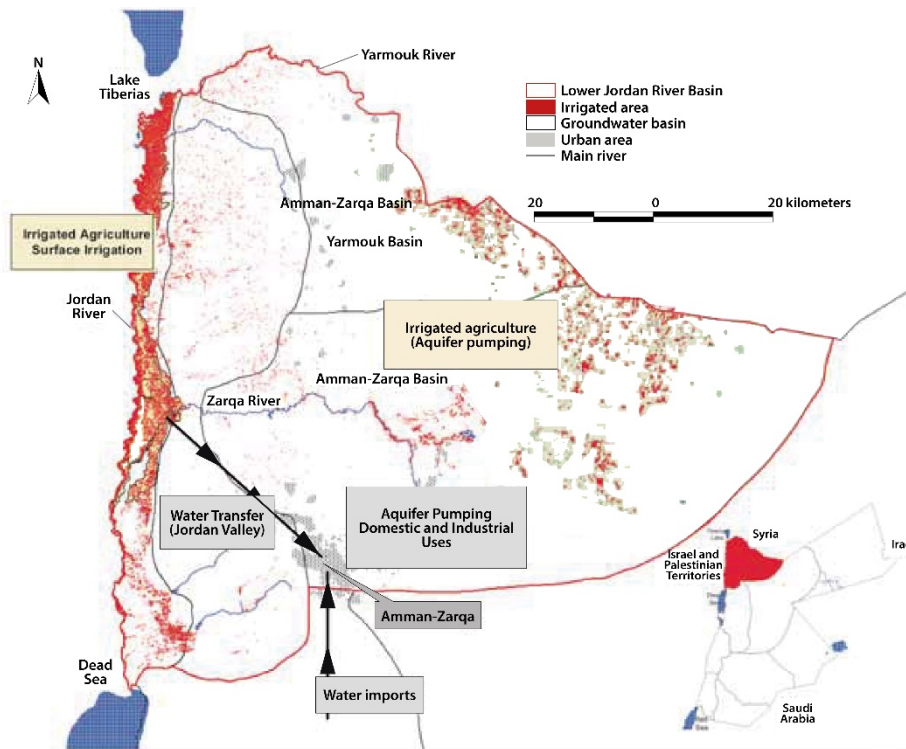 Yarmouk River
N
Lake
Tiberias
Lower Jordan River Basin
Irrigated area
Groundwater basin
Urban area
Main river
Amman-Zarqa Basin
20 0 20 kilometers
Irrigated Agriculture
Surface Irrigation
Yarmouk Basin
Jordan
River
Irrigated agriculture
(Aquifer pumping)
Amman-Zarqa Basin
Zarqa River
Water Transfer
(Jordan Valley)
Aquifer Pumping
Domestic and Industrial
Uses
Syria
Israel and
Palestinian
Territories
Amman-Zarqa
Dead
Sea
Water imports
Saudi
Arabia